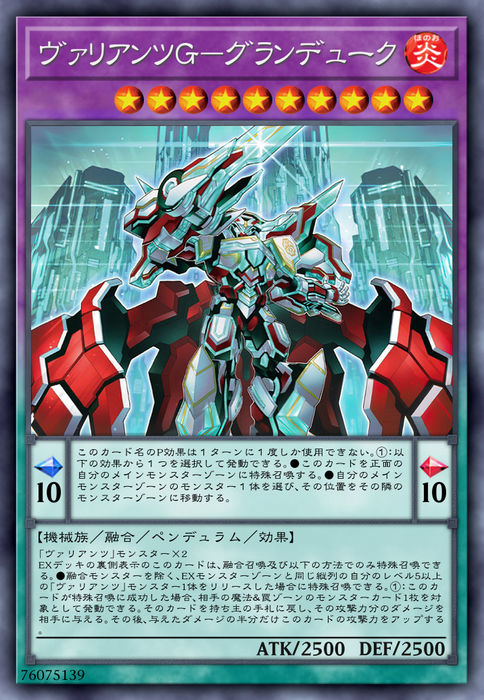 ヴァリアンツG－グランデューク
炎
ほのお
10
このカード名のP効果は１ターンに１度しか使用できない。①：以
下の効果から１つを選択して発動できる。●このカードを正面の
自分のメインモンスターゾーンに特殊召喚する。●自分のメイン
モンスターゾーンのモンスター１体を選び、その位置をその隣の
モンスターゾーンに移動する。
10
【機械族／融合／ペンデュラム／効果】
「ヴァリアンツ」モンスター×2
EXデッキの裏側表示のこのカードは、融合召喚及び以下の方法でのみ特殊召喚でき
る。●融合モンスターを除く、EXモンスターゾーンと同じ縦列の自分のレベル5以上
の「ヴァリアンツ」モンスター1体をリリースした場合に特殊召喚できる。①：このカー
ドが特殊召喚に成功した場合、相手の魔法＆罠ゾーンのモンスターカード1枚を対
象として発動できる。そのカードを持ち主の手札に戻し、その攻撃力分のダメージを
相手に与える。その後、与えたダメージの半分だけこのカードの攻撃力をアップする
。
ATK/2500 DEF/2500
76075139